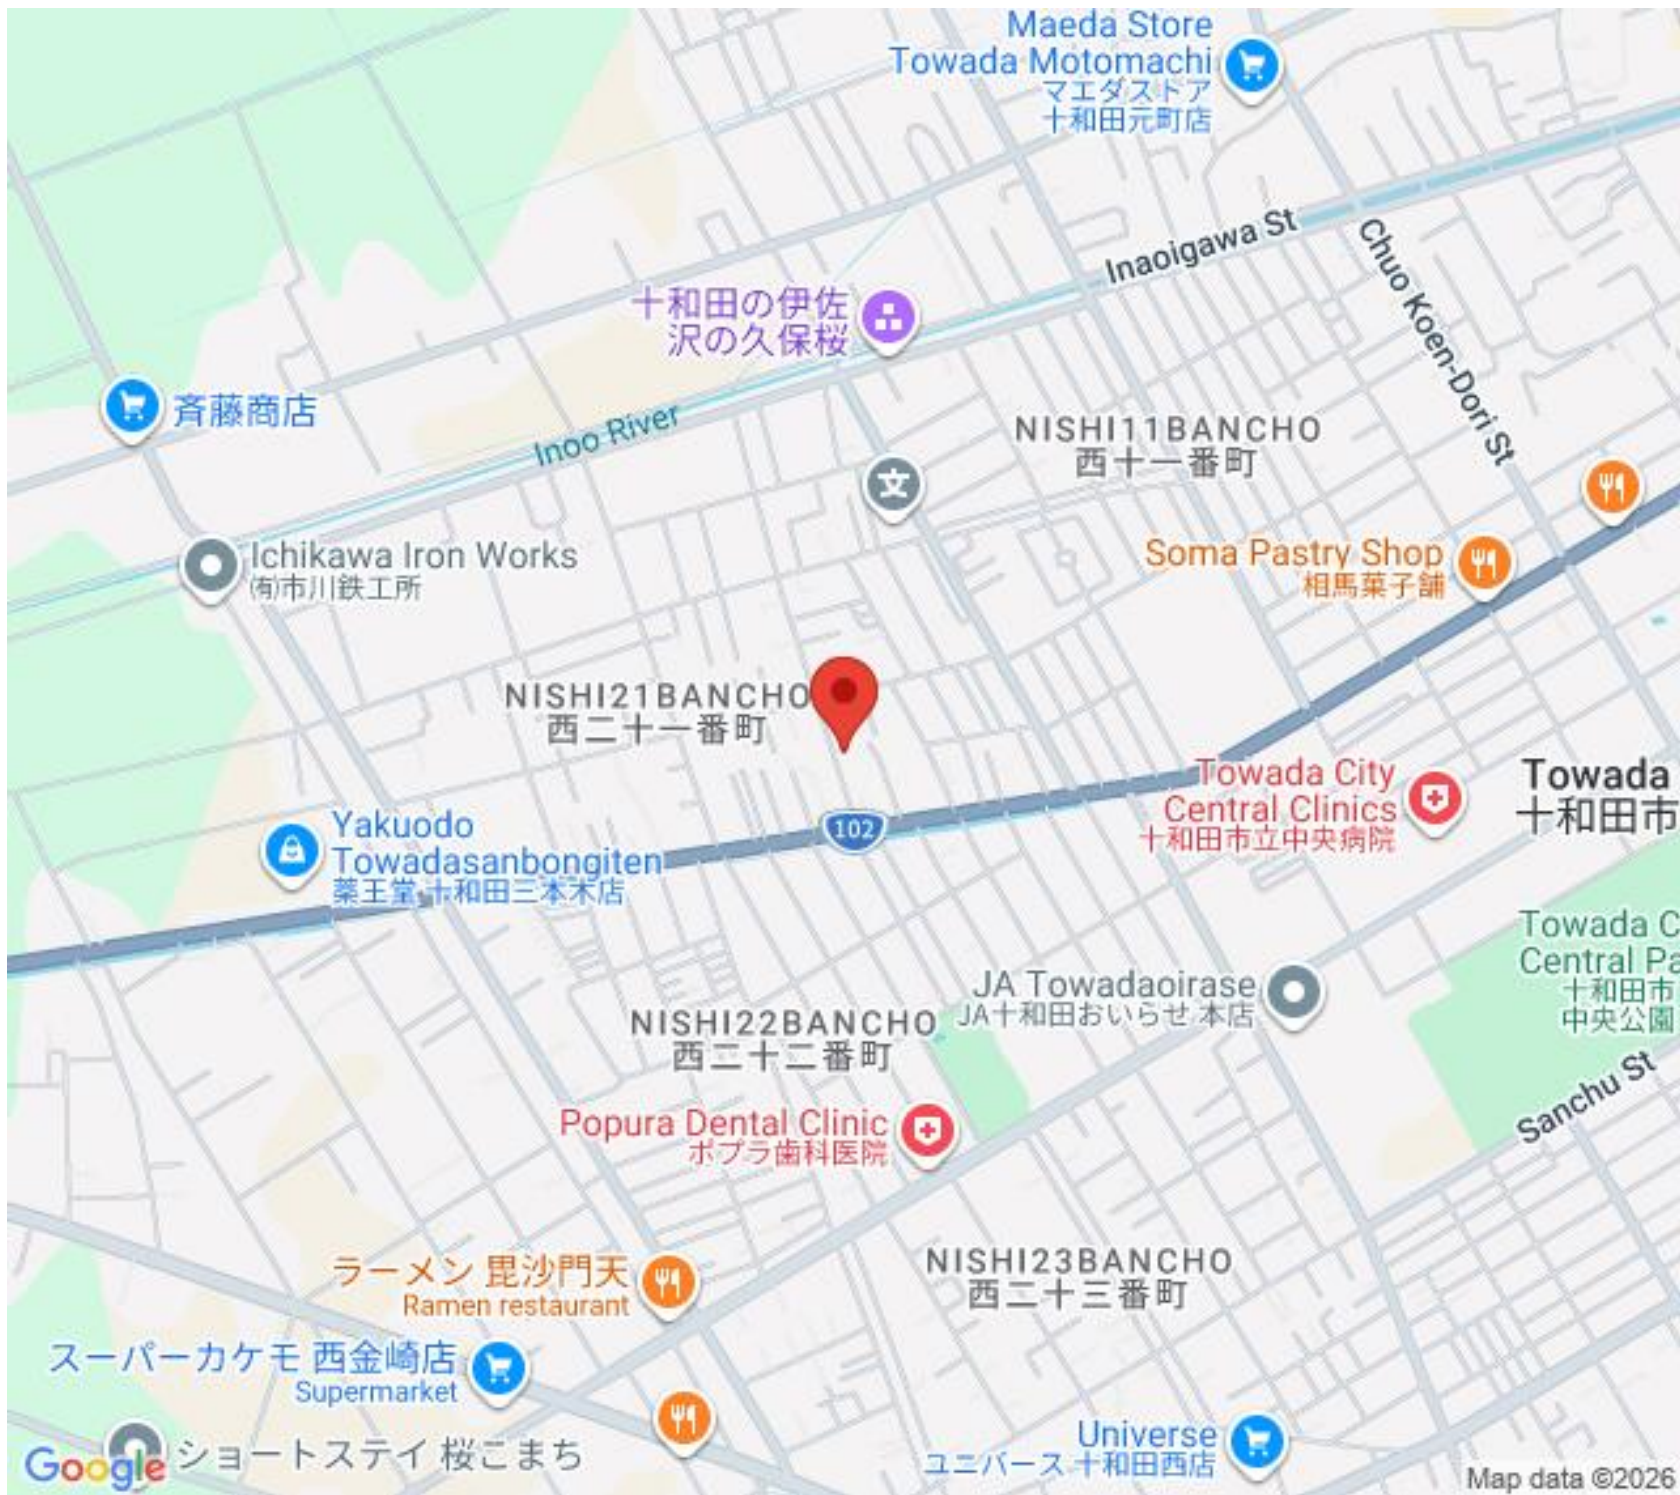 Maeda Store
Towada Motomachi
マエダストア
十和田元町店
Inaoigawa St
Chuo Koen-Dori St
十和田の伊佐
沢の久保桜
斉藤商店
Inoo River
NISHI11BANCHO
西十一番町
文
Ichikawa Iron Works
㈲市川鉄工所
Soma Pastry Shop
相馬菓子舗
NISHI21BANCHO
西二十一番町
Towada City
Central Clinics
十和田市立中央病院
Towada
十和田市
102
Yakuodo
Towadasanbongiten
薬王堂 十和田三本木店
Towada C
Central Pa
十和田市
中央公園
JA Towadaoirase
JA十和田おいらせ 本店
NISHI22BANCHO
西二十二番町
Sanchu St
Popura Dental Clinic
ポプラ歯科医院
NISHI23BANCHO
西二十三番町
ラーメン 毘沙門天
Ramen restaurant
スーパーカケモ 西金崎店
Supermarket
Universe
ユニバース 十和田西店
ショートステイ 桜こまち
Google
Map data ©2026